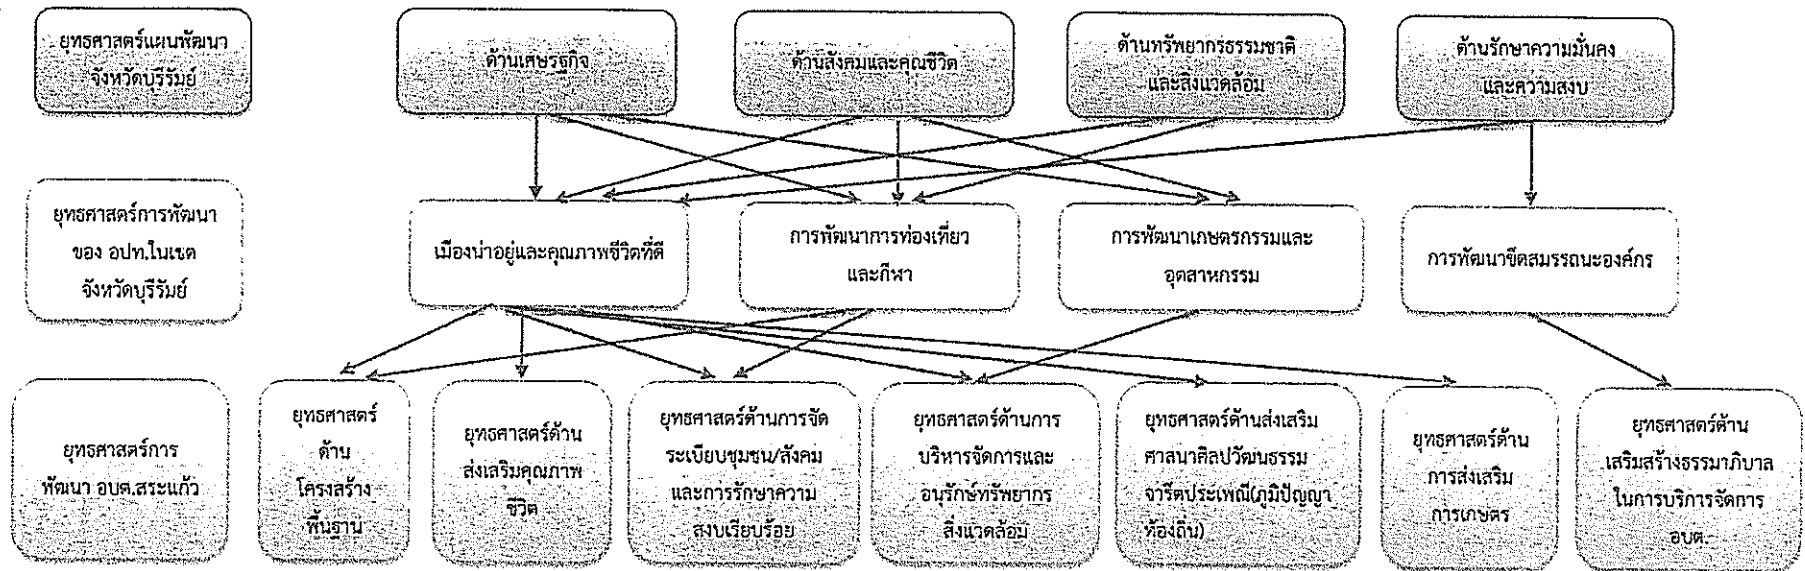 ยุทธศาสตร์แผนพัฒนา
จังหวัดบุรีรัมย์
ด้านเศรษฐกิจ
ด้านสังคมและคุณชีวิต
ด้านทรัพยากรธรรมชาติ
และสิ่งแวดล้อม
ด้านรักษาความมั่นคง
และความสงบ
ยุทธศาสตร์การพัฒนา
ของ อปท.ในเขต
จังหวัดบุรีรัมย์
เมืองน่าอยู่และคุณภาพชีวิตที่ดี
การพัฒนาการท่องเที่ยว
และกีฬา
การพัฒนาเกษตรกรรมและ
อุตสาหกรรม
การพัฒนาขีดสมรรถนะองค์กร
ยุทธศาสตร์การ
พัฒนา อบต.สระแก้ว
ยุทธศาสตร์
ด้าน
โครงสร้าง
พื้นฐาน
ยุทธศาสตร์ด้าน
ส่งเสริมคุณภาพ
ชีวิต
ยุทธศาสตร์ด้านการจัด
ระเบียบชุมชน/สังคม
และการรักษาความ
สงบเรียบร้อย
ยุทธศาสตร์ด้านการ
บริหารจัดการและ
อนุรักษ์ทรัพยากร
สิ่งแวดล้อม
ยุทธศาสตร์ด้านส่งเสริม
ศาสนาศิลปวัฒนธรรม
จารีตประเพณี(ภูมิปัญญา
ท้องถิ่น)
ยุทธศาสตร์ด้าน
การส่งเสริม
การเกษตร
ยุทธศาสตร์ด้าน
เสริมสร้างธรรมาภิบาล
ในการบริการจัดการ
อบต.